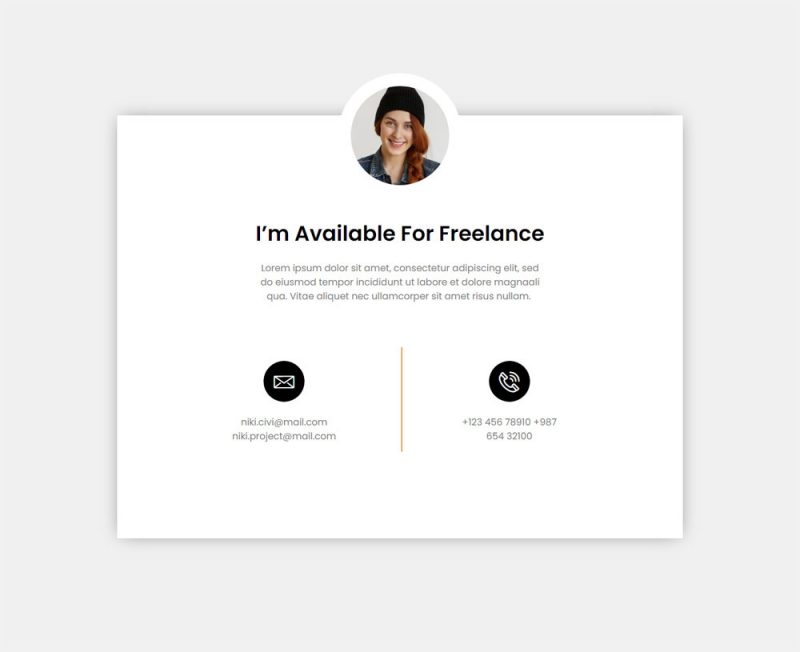 I’m Available For Freelance
Lorem ipsum dolor sit amet, consectetur adipiscing elit, sed
do eiusmod tempor incididunt ut labore et dolore magnaali
qua. Vitae aliquet nec ullamcorper sit amet risus nullam.
niki.civi@mail.com
niki.project@mail.com
+123 456 78910 +987
654 32100